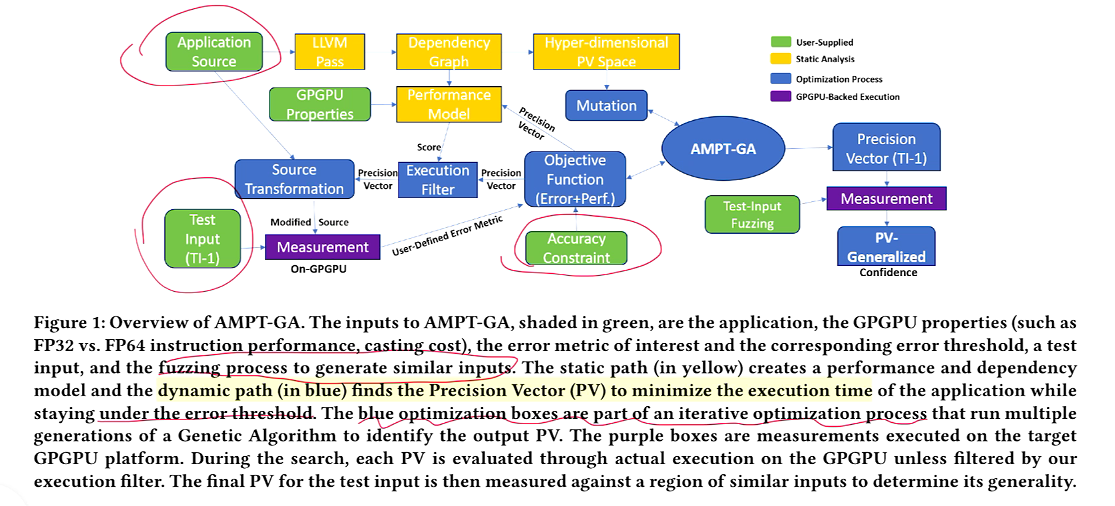 Application
Source
LLVM
Pass
Dependency
Graph
Hyper-dimensional
PV Space
User-Supplied
Static Analysis
Optimization Process
GPGPU-Backed Execution
GPGPU
Properties
Performance
Model
Mutation
Precision
Vector
AMPT-GA
Precision
Vector (TI-1)
Score
Source
Transformation
Precision
Vector
Execution
Filter
Precision
Vector
Objective
Function
(Error+Perf.)
Test-Input
Fuzzing
Measurement
Test
Input
(TI-1)
Modified Source
Measurement
On-GPGPU
User-Defined Error Metric
Accuracy
Constraint
PV-
Generalized
Confidence
Figure 1: Overview of AMPT-GA. The inputs to AMPT-GA, shaded in green, are the application, the GPGPU properties (such as
FP32 vs. FP64 instruction performance, casting cost), the error metric of interest and the corresponding error threshold, a test
input, and the fuzzing process to generate similar inputs. The static path (in yellow) creates a performance and dependency
model and the dynamic path (in blue) finds the Precision Vector (PV) to minimize the execution time of the application while
staying under the error threshold. The blue optimization boxes are part of an iterative optimization process that run multiple
generations of a Genetic Algorithm to identify the output PV. The purple boxes are measurements executed on the target
GPGPU platform. During the search, each PV is evaluated through actual execution on the GPGPU unless filtered by our
execution filter. The final PV for the test input is then measured against a region of similar inputs to determine its generality.